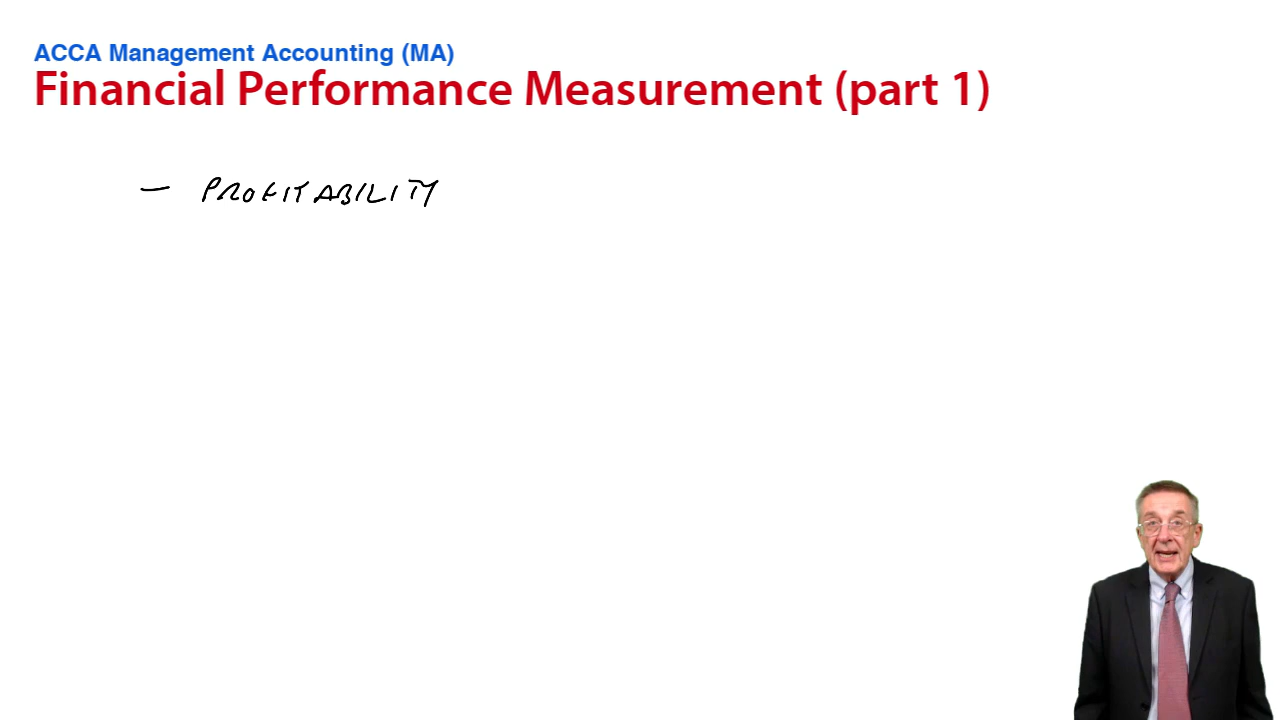 ACCA Management Accounting (MA)
Financial Performance Measurement (part 1)
— PROFITABILITY